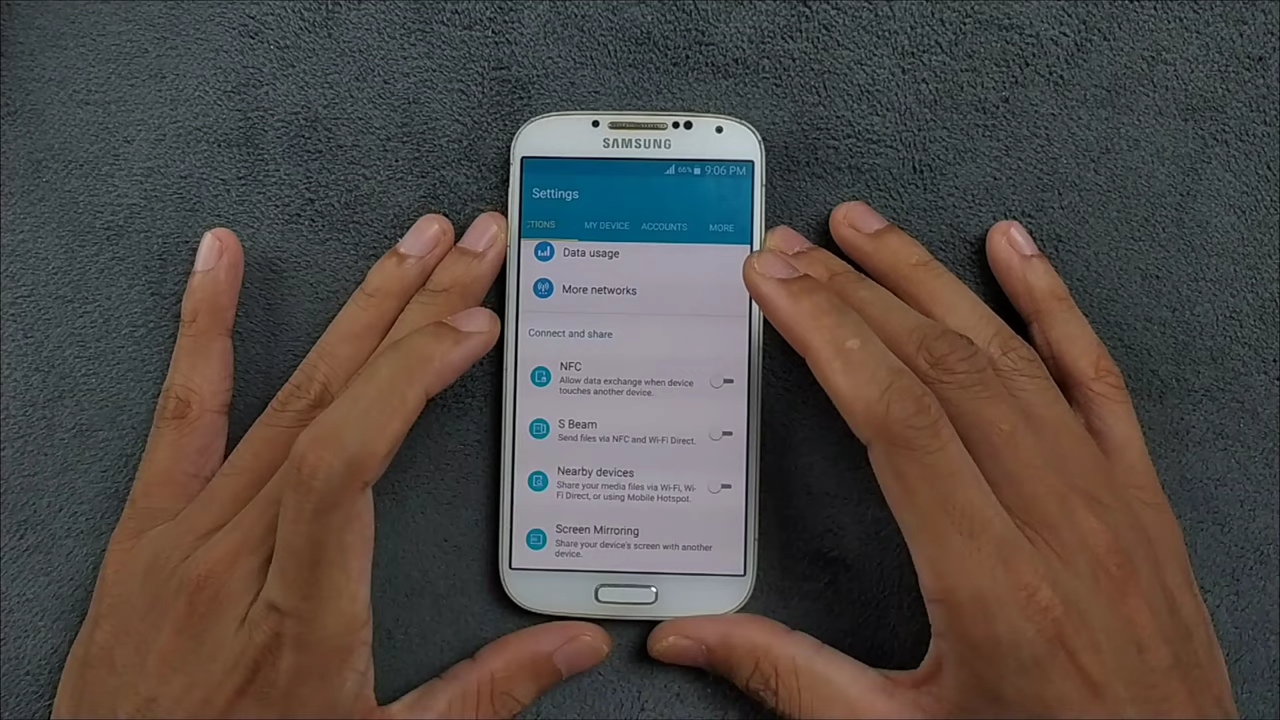 SAMSUNG
66% 9:06 PM
Settings
TIONS MY DEVICE ACCOUNTS MORE
Data usage
More networks
Connect and share
NFC
Allow data exchange when device
touches another device.
S Beam
Send files via NFC and Wi-Fi Direct.
Nearby devices
Share your media files via Wi-Fi, Wi-
Fi Direct, or using Mobile Hotspot.
Screen Mirroring
Share your device's screen with another
device.